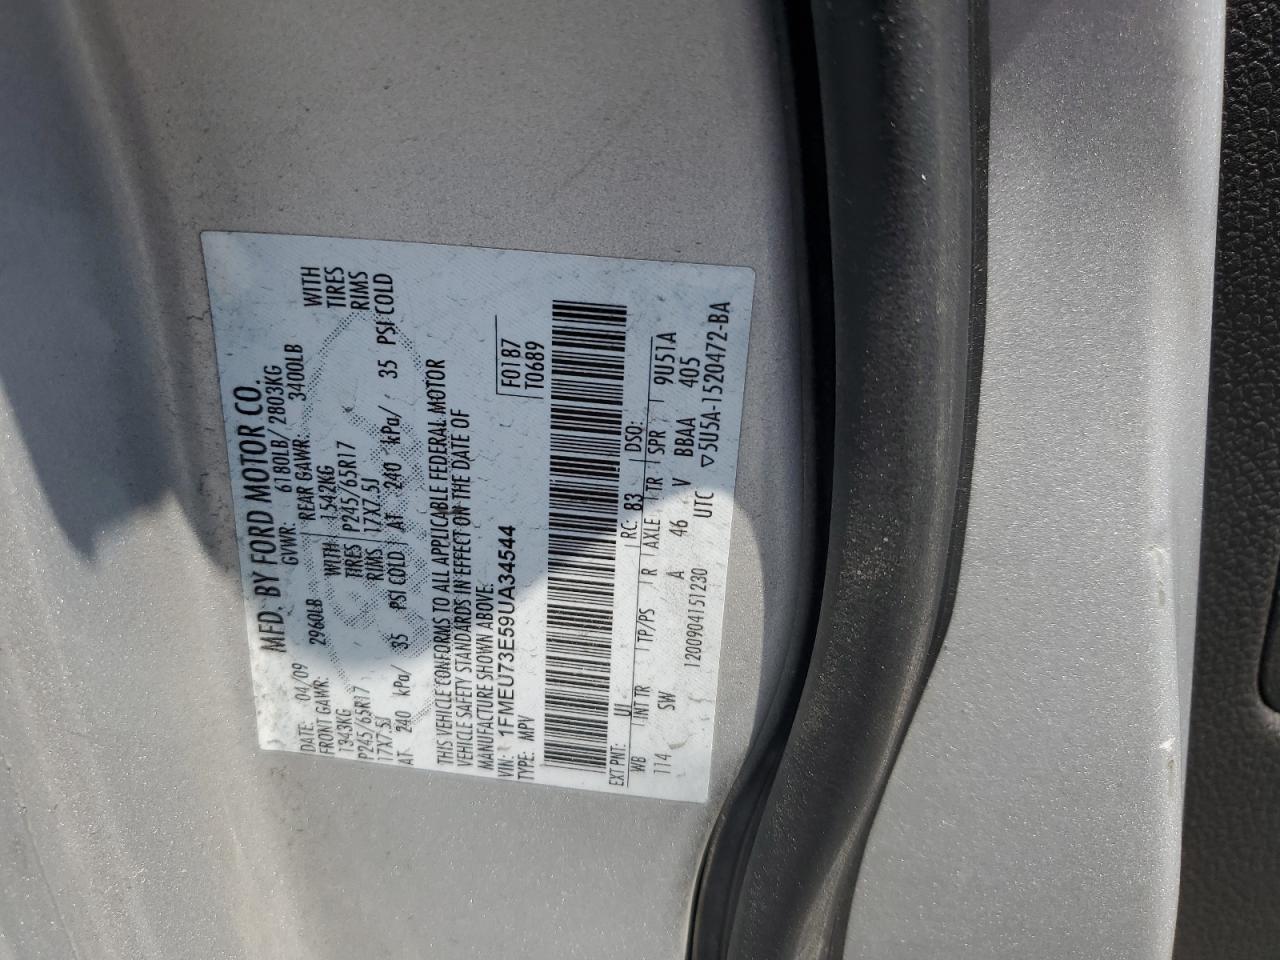 MFD. BY FORD MOTOR CO.
DATE: 04/09 GVWR: 6180LB/ 2803KG
FRONT GAWR: 2960LB REAR GAWR: 3400LB
1343KG WITH 1542KG WITH
P245/65R17 TIRES P245/65R17 TIRES
17X7.5J RIMS 17X7.5J RIMS
AT 240 kPa/ 35 PSI COLD AT 240 kPa/ 35 PSI COLD
THIS VEHICLE CONFORMS TO ALL APPLICABLE FEDERAL MOTOR
VEHICLE SAFETY STANDARDS IN EFFECT ON THE DATE OF
MANUFACTURE SHOWN ABOVE.
VIN: 1FMEU73E59UA34544 F0187
TYPE: MPV T0689
EXT PNT: UI RC: 83 DSO:
WB INT TR TP/PS R AXLE TR SPR 9U51A
114 SW A 46 V BBAA 405
1200904151230 UTC ▽5U5A-1520472-BA